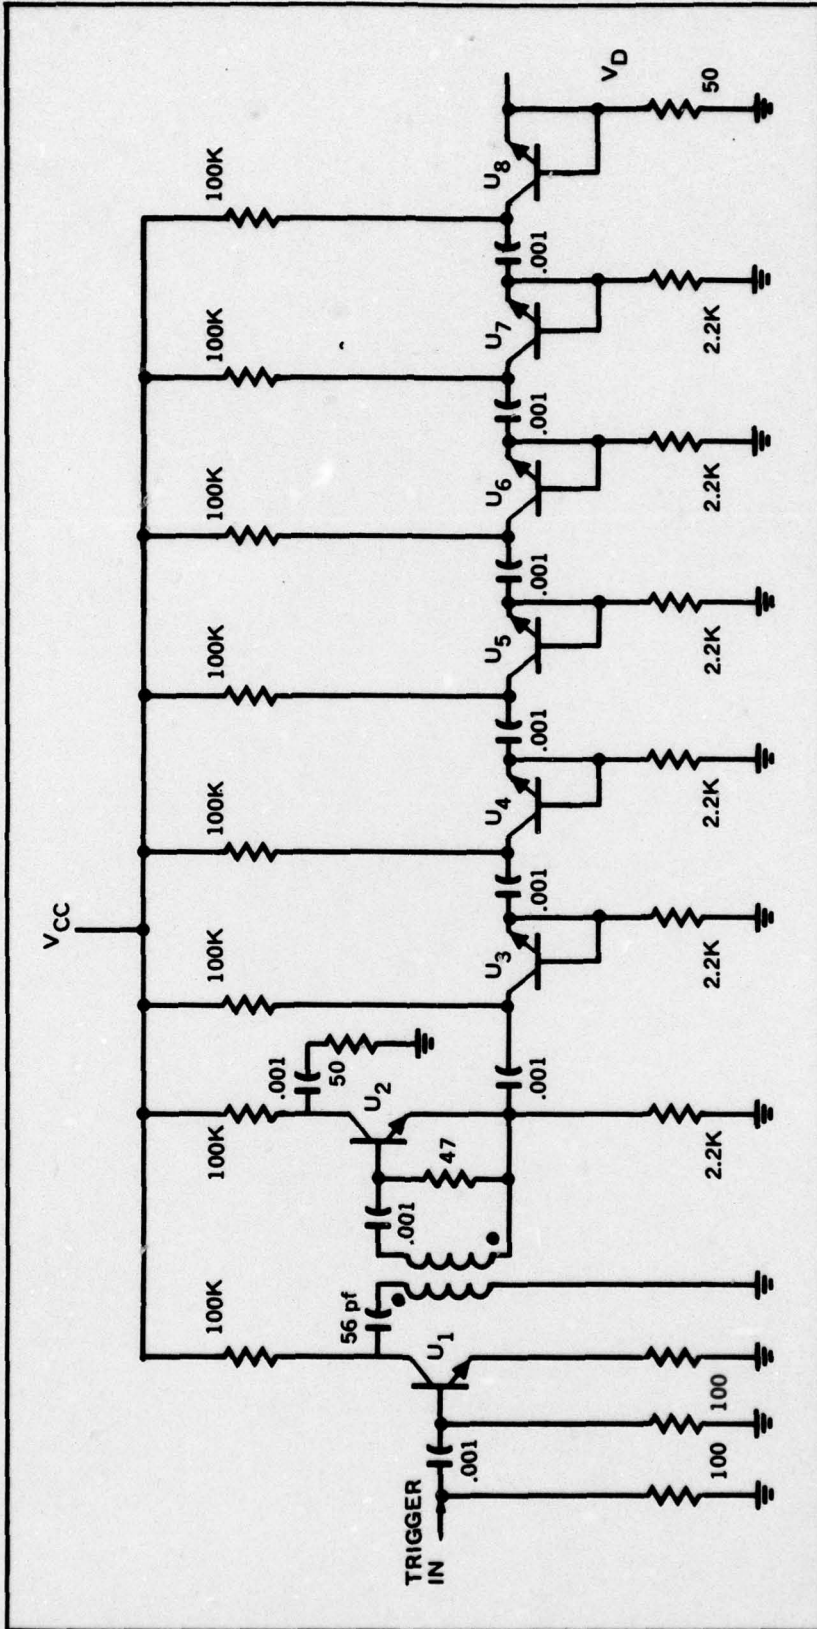 VCC
100K
100K
100K
100K
100K
100K
100K
100K
.001
50
56 pf
U2
.001
47
U1
TRIGGER
IN
.001
.001
U3
.001
U4
.001
U5
.001
U6
.001
U7
.001
U8
VD
100
100
2.2K
2.2K
2.2K
2.2K
2.2K
2.2K
50